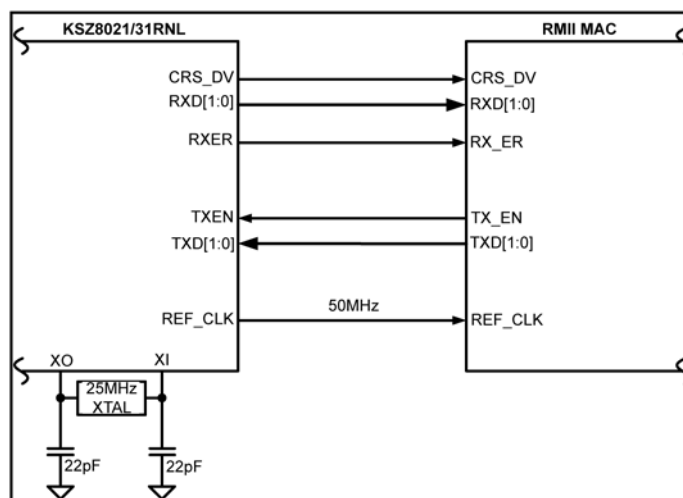 KSZ8021/31RNL
RMII MAC
CRS_DV
CRS_DV
RXD[1:0]
RXD[1:0]
RXER
RX_ER
TXEN
TX_EN
TXD[1:0]
TXD[1:0]
50MHz
REF_CLK
REF_CLK
XO
XI
25MHz
XTAL
22pF
22pF